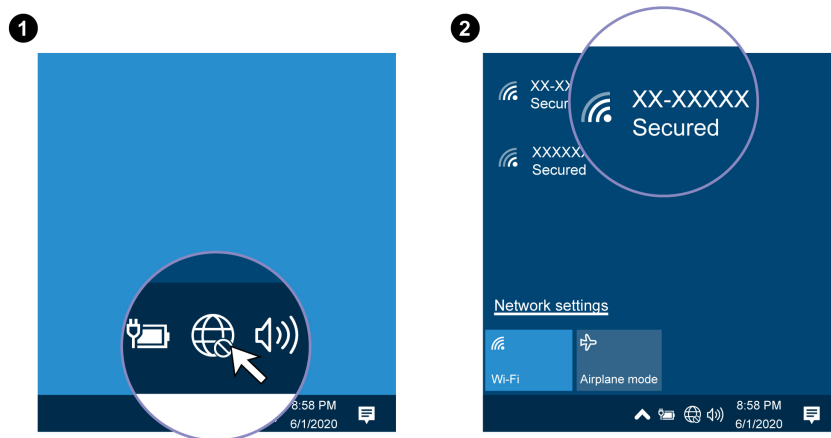 1
8:58 PM
6/1/2020
2
XX-XX
Secur
XX-XXXXX
Secured
XXXXXX
Secured
Network settings
Wi-Fi
Airplane mode
8:58 PM
6/1/2020